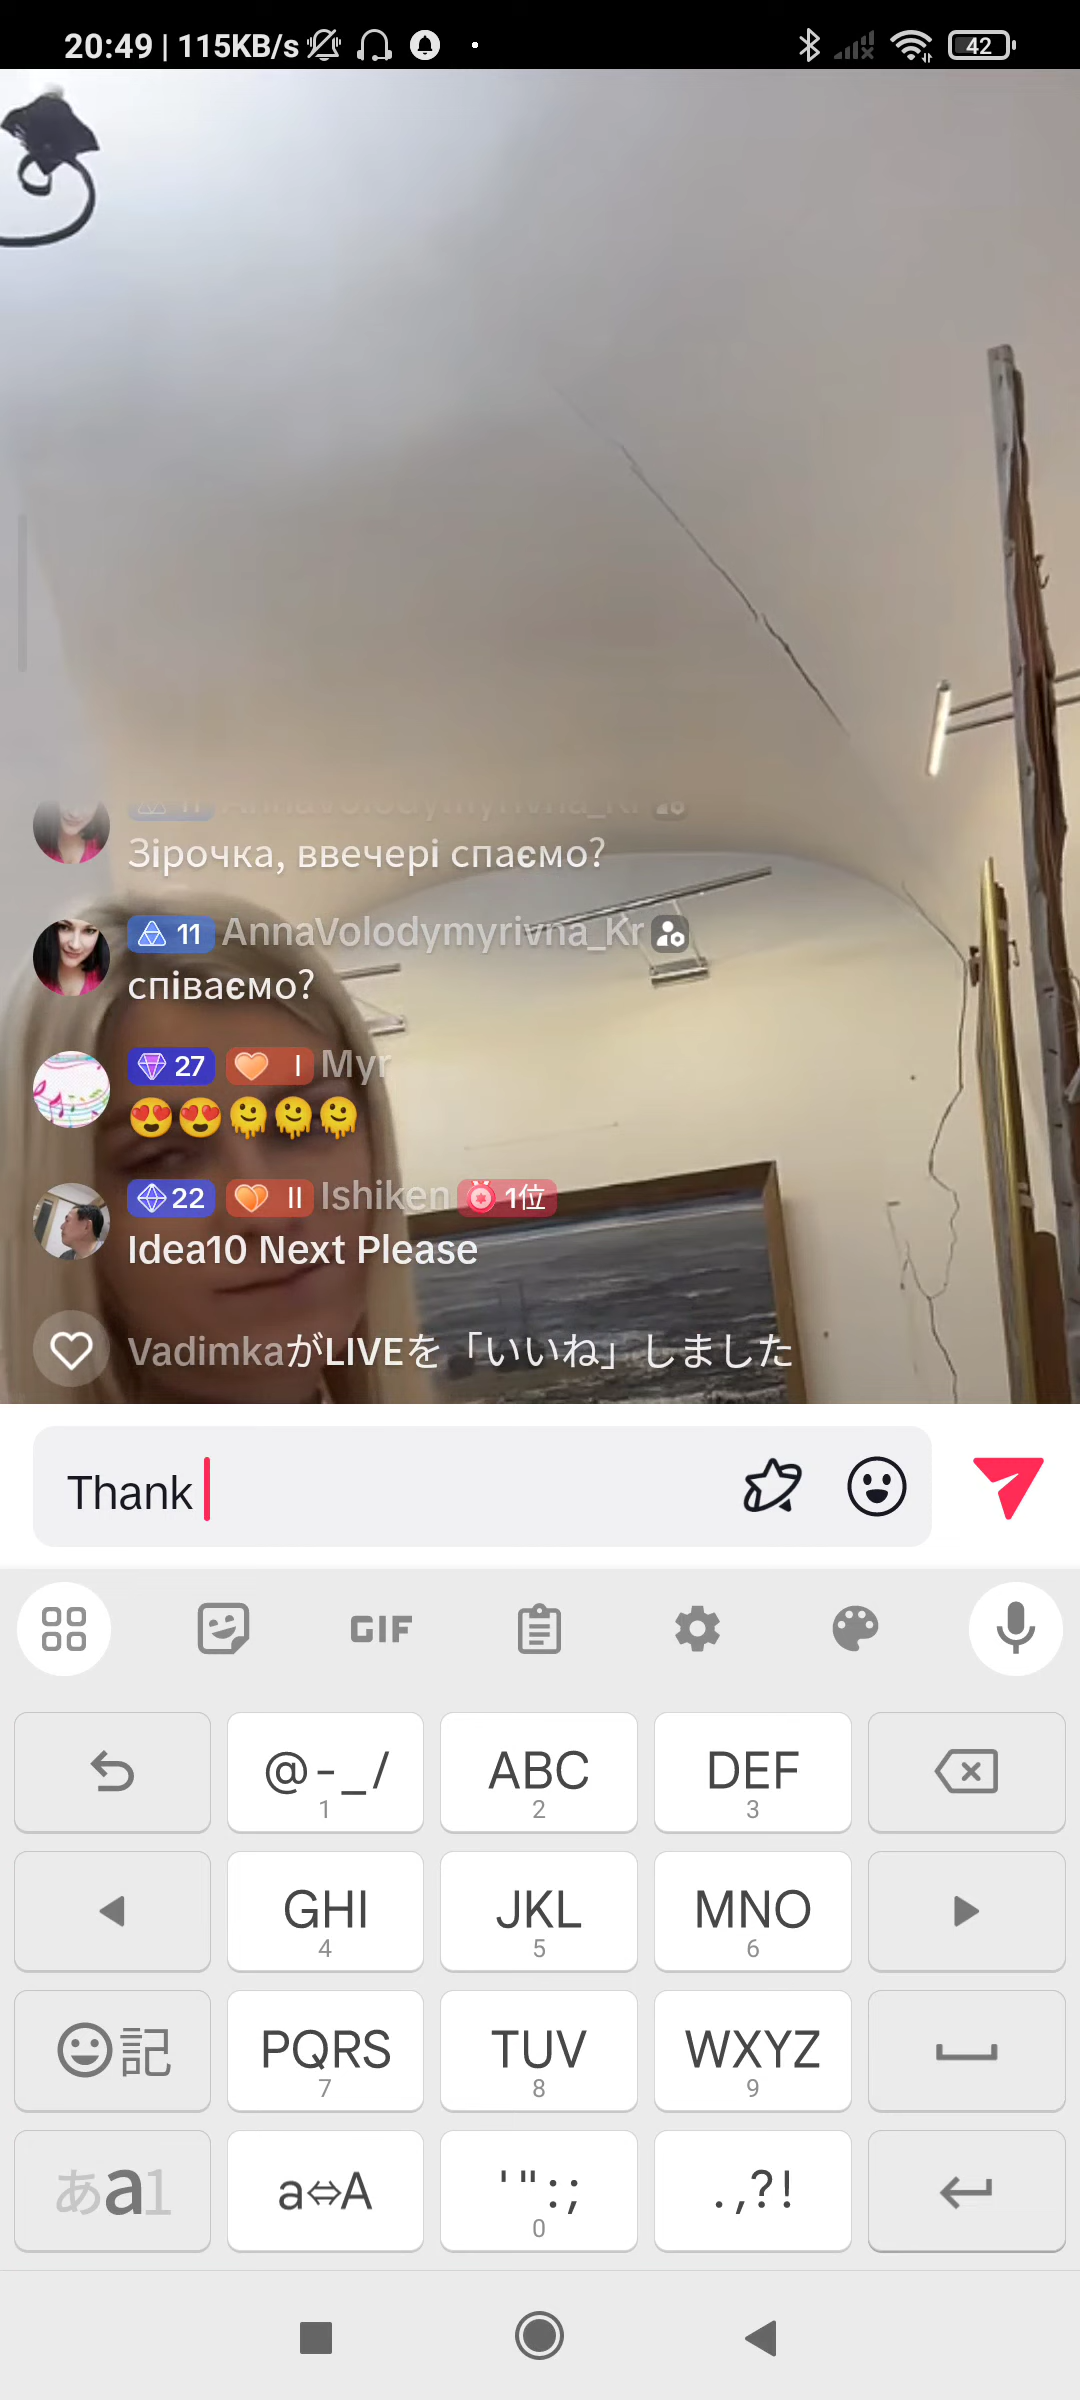 20:49 | 115KB/s
42
11 AnnaVolodymyrivna_Kr
Зірочка, ввечері спаємо?
11 AnnaVolodymyrivna_Kr
співаємо?
27 I Myr
😍😍🫠🫠🫠
22 II Ishiken 1位
Idea10 Next Please
VadimkaがLIVEを「いいね」しました
Thank
GIF
@-_/ ABC DEF
1 2 3
GHI JKL MNO
4 5 6
記 PQRS TUV WXYZ
7 8 9
あa1 a⇔A '":; .,?!
0